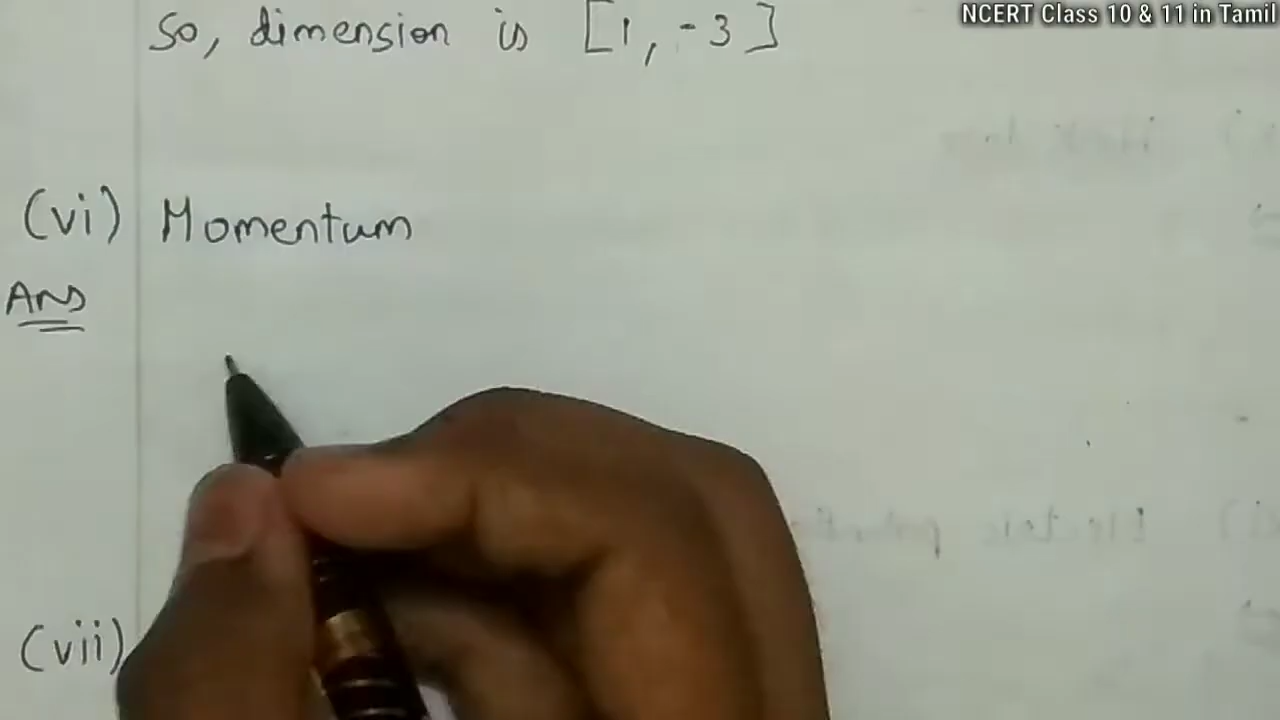 NCERT Class 10 & 11 in Tamil
So, dimension is [1, -3]
(vi) Momentum
Ans
(vii)